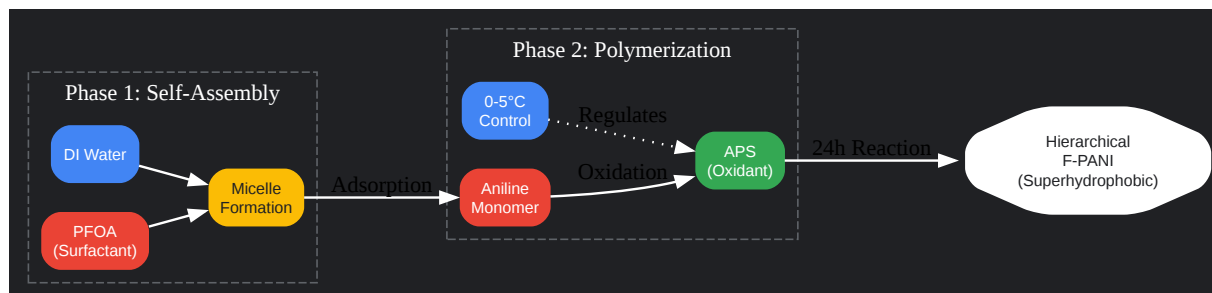 Phase 1: Self-Assembly
DI Water
PFOA
(Surfactant)
Micelle
Formation
Adsorption
Phase 2: Polymerization
0-5°C
Control
Regulates
Aniline
Monomer
Oxidation
APS
(Oxidant)
24h Reaction
Hierarchical
F-PANI
(Superhydrophobic)